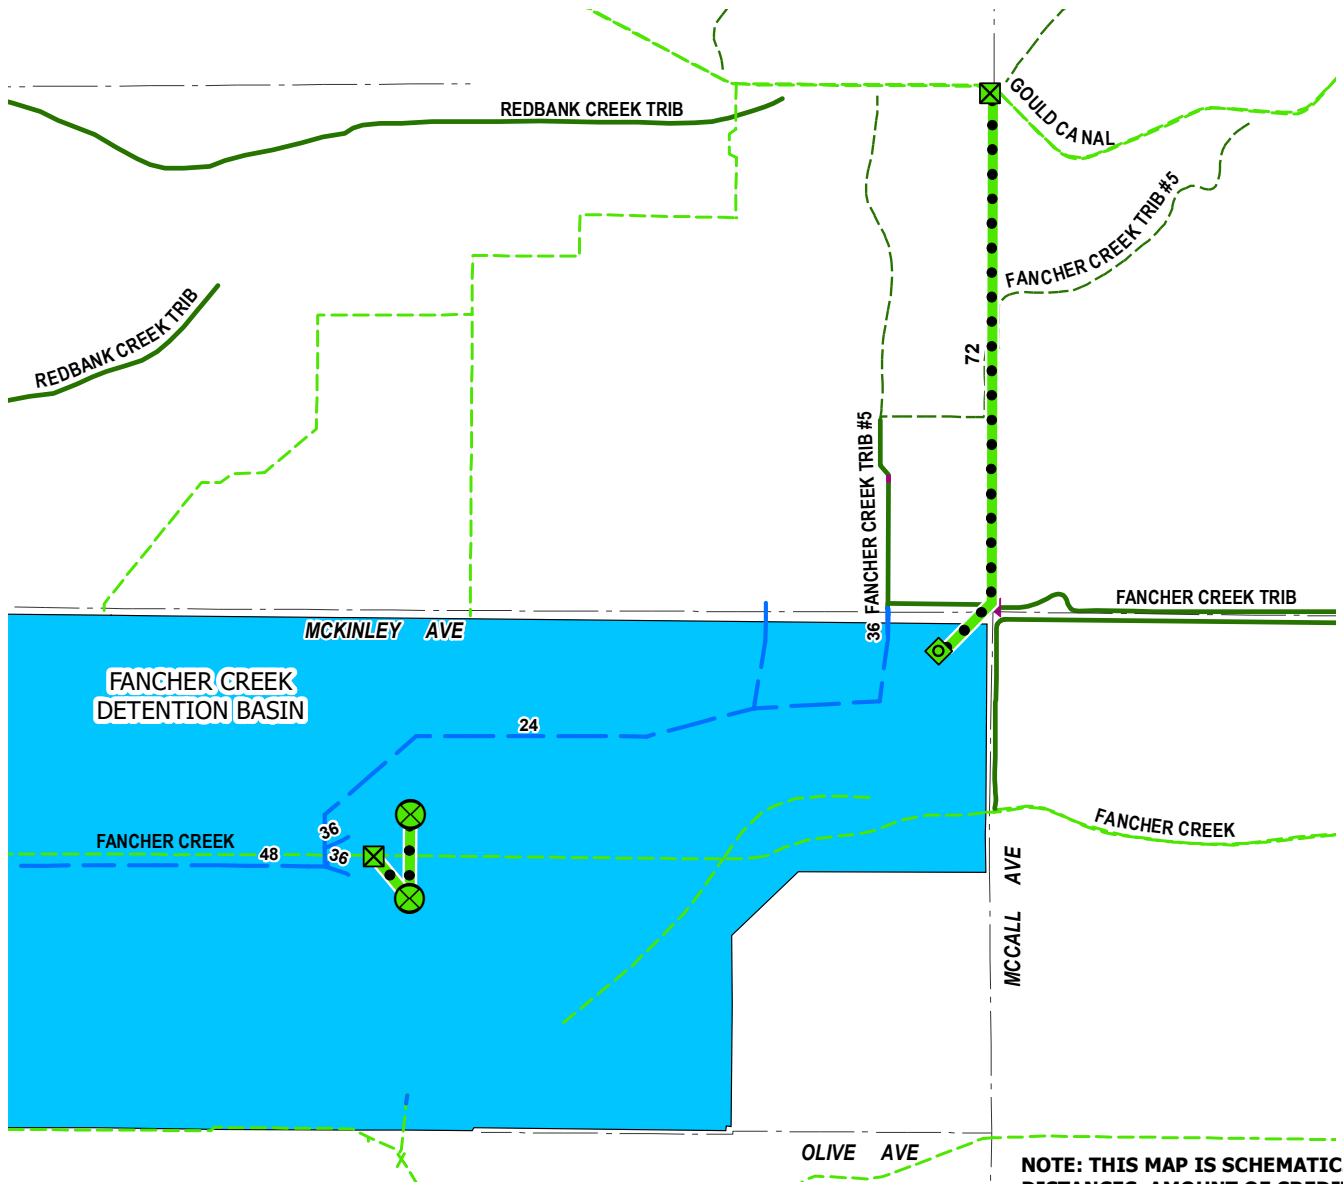 REDBANK CREEK TRIB
GOULD CANAL
FANCHER CREEK TRIB #5
REDBANK CREEK TRIB
72
FANCHER CREEK TRIB #5
36
FANCHER CREEK TRIB
MCKINLEY AVE
FANCHER CREEK
DETENTION BASIN
24
FANCHER CREEK
36
36
48
FANCHER CREEK
MCCALL AVE
OLIVE AVE
NOTE: THIS MAP IS SCHEMATIC